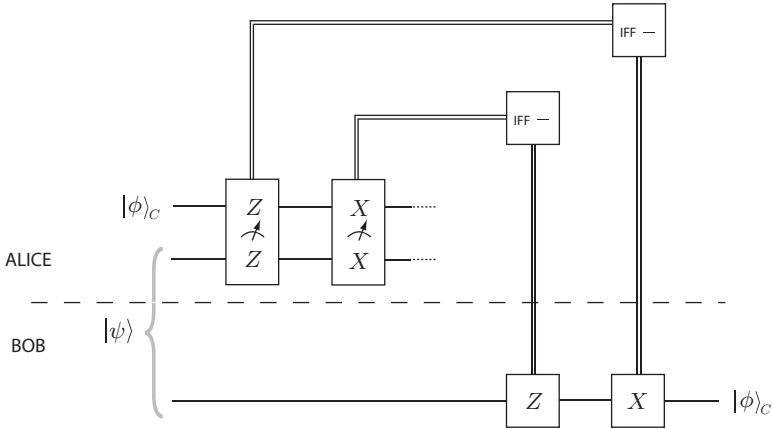 IFF —
IFF —
|ϕ⟩_C Z X
ALICE Z X
|ψ⟩
BOB
Z X |ϕ⟩_C